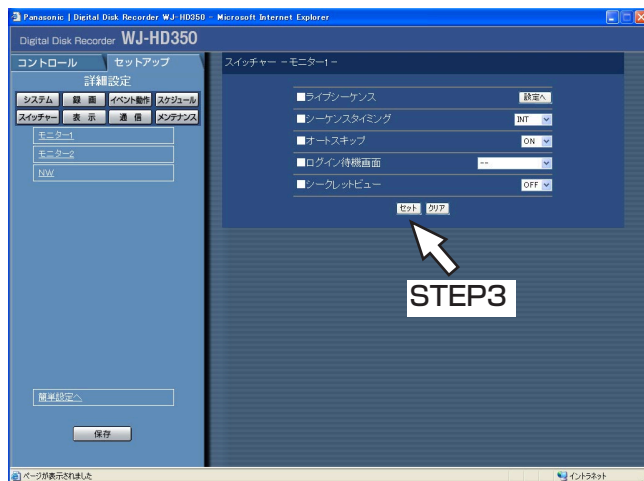 Panasonic | Digital Disk Recorder WJ-HD350 - Microsoft Internet Explorer
Digital Disk Recorder WJ-HD350
コントロール セットアップ
詳細設定
システム 録画 イベント動作 スケジュール
スイッチャー 表示 通信 メンテナンス
モニター1
モニター2
NW
簡単設定へ
保存
スイッチャー -モニター1-
■ライブシーケンス 設定へ
■シーケンスタイミング INT
■オートスキップ ON
■ログイン待機画面 --
■シークレットビュー OFF
セット クリア
STEP3
ページが表示されました イントラネット